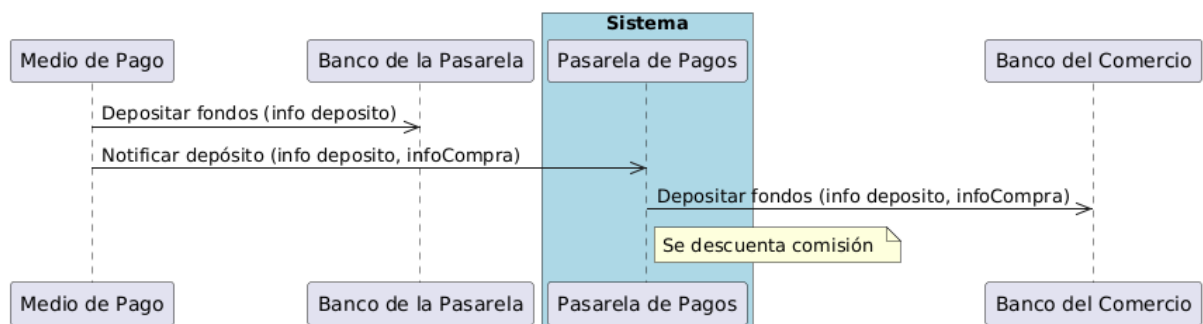 Sistema
Medio de Pago
Banco de la Pasarela
Pasarela de Pagos
Banco del Comercio
Depositar fondos (info deposito)
Notificar depósito (info deposito, infoCompra)
Depositar fondos (info deposito, infoCompra)
Se descuenta comisión
Medio de Pago
Banco de la Pasarela
Pasarela de Pagos
Banco del Comercio